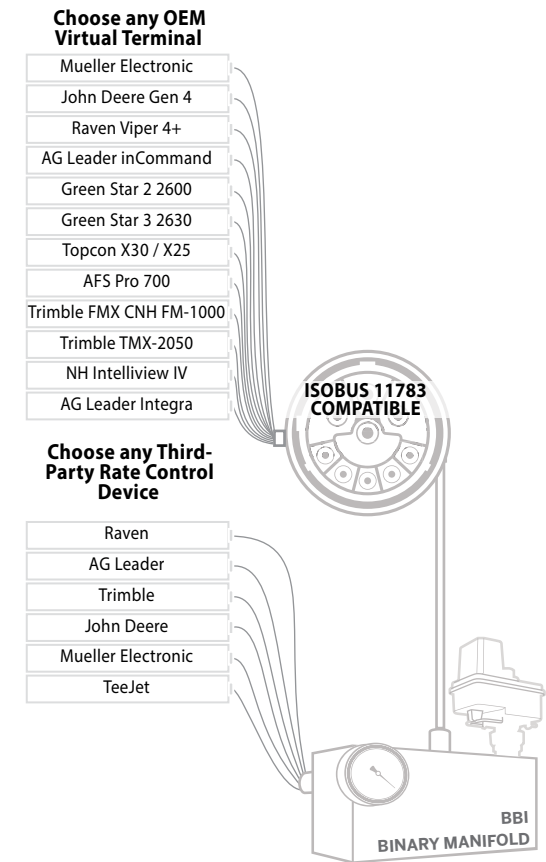 Choose any OEM
Virtual Terminal
Mueller Electronic
John Deere Gen 4
Raven Viper 4+
AG Leader inCommand
Green Star 2 2600
Green Star 3 2630
Topcon X30 / X25
AFS Pro 700
Trimble FMX CNH FM-1000
Trimble TMX-2050
NH Intelliview IV
AG Leader Integra
ISOBUS 11783
COMPATIBLE
Choose any Third-
Party Rate Control
Device
Raven
AG Leader
Trimble
John Deere
Mueller Electronic
TeeJet
BBI
BINARY MANIFOLD